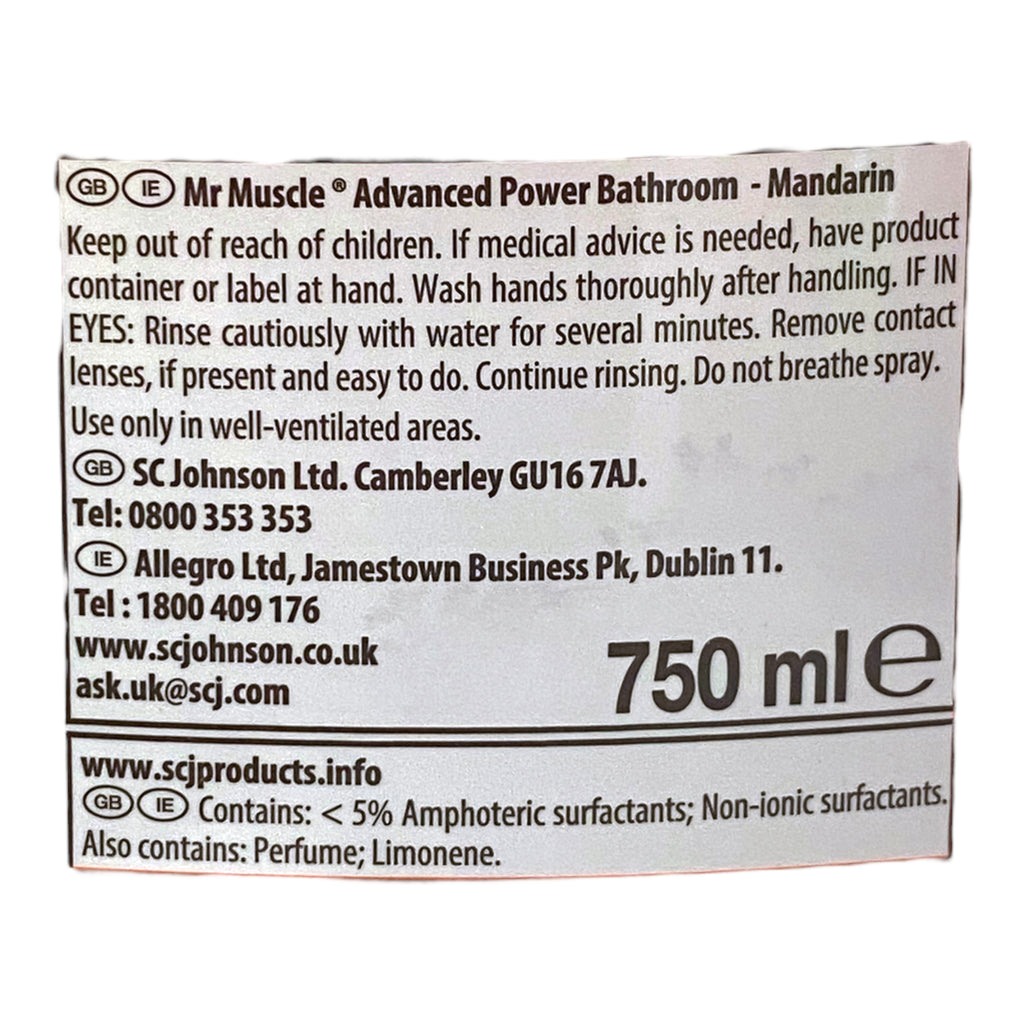 GB IE Mr Muscle® Advanced Power Bathroom - Mandarin
Keep out of reach of children. If medical advice is needed, have product
container or label at hand. Wash hands thoroughly after handling. IF IN
EYES: Rinse cautiously with water for several minutes. Remove contact
lenses, if present and easy to do. Continue rinsing. Do not breathe spray.
Use only in well-ventilated areas.
GB SC Johnson Ltd. Camberley GU16 7AJ.
Tel: 0800 353 353
IE Allegro Ltd, Jamestown Business Pk, Dublin 11.
Tel : 1800 409 176
www.scjohnson.co.uk
ask.uk@scj.com
750 ml e
www.scjproducts.info
GB IE Contains: < 5% Amphoteric surfactants; Non-ionic surfactants.
Also contains: Perfume; Limonene.